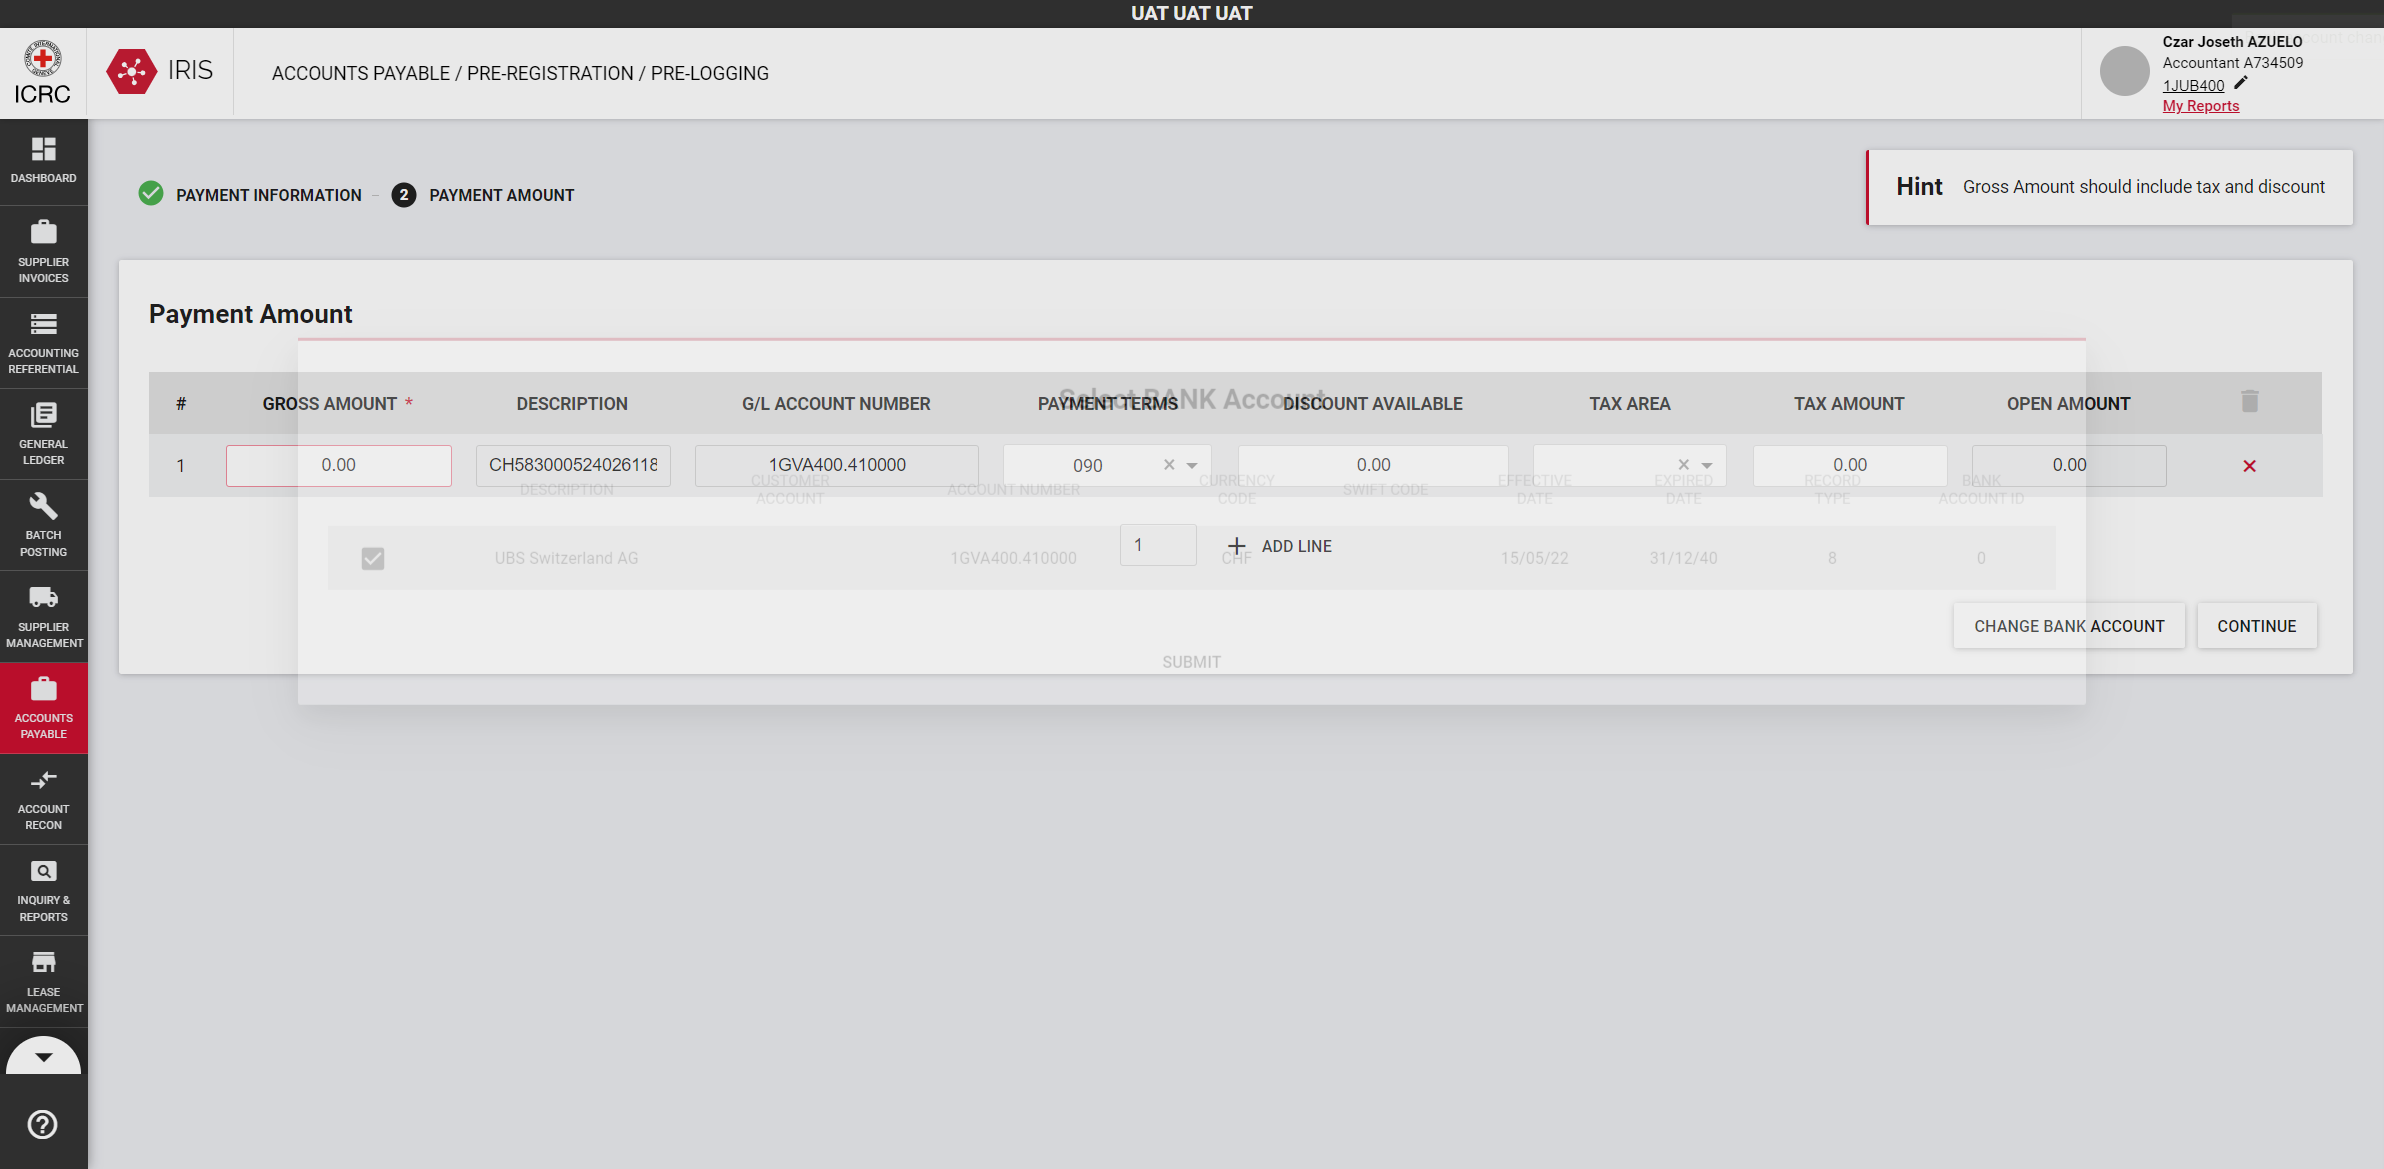 UAT UAT UAT
ICRC
IRIS
ACCOUNTS PAYABLE / PRE-REGISTRATION / PRE-LOGGING
Czar Joseth AZUELO
Accountant A734509
1JUB400
My Reports
DASHBOARD
SUPPLIER INVOICES
ACCOUNTING REFERENTIAL
GENERAL LEDGER
BATCH POSTING
SUPPLIER MANAGEMENT
ACCOUNTS PAYABLE
ACCOUNT RECON
INQUIRY & REPORTS
LEASE MANAGEMENT
PAYMENT INFORMATION
2 PAYMENT AMOUNT
Hint Gross Amount should include tax and discount
Payment Amount
# GROSS AMOUNT * DESCRIPTION G/L ACCOUNT NUMBER PAYMENT TERMS DISCOUNT AVAILABLE TAX AREA TAX AMOUNT OPEN AMOUNT
1 0.00 CH583000524026118 1GVA400.410000 090 0.00 0.00 0.00
1 ADD LINE
CHANGE BANK ACCOUNT CONTINUE
Select BANK Account
DESCRIPTION CUSTOMER ACCOUNT ACCOUNT NUMBER CURRENCY CODE SWIFT CODE EFFECTIVE DATE EXPIRED DATE RECORD TYPE BANK ACCOUNT ID
UBS Switzerland AG 1GVA400.410000 CHF 15/05/22 31/12/40 8 0
SUBMIT